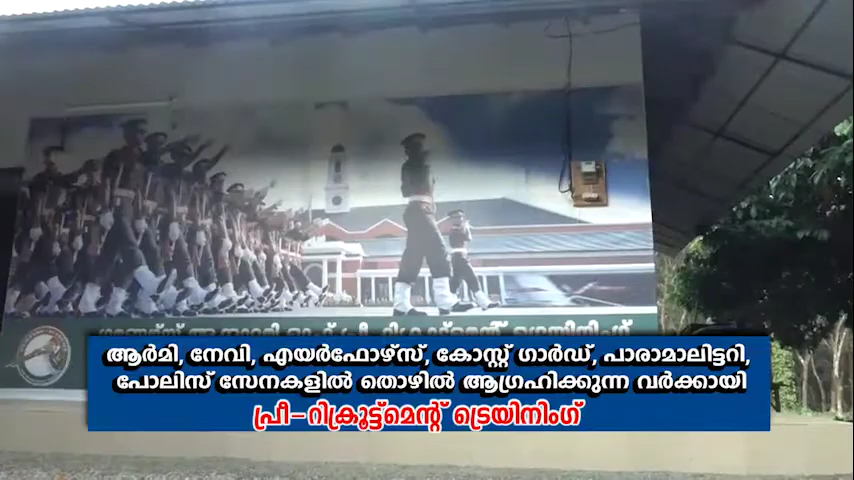 ആർമി, നേവി, എയർഫോഴ്സ്, കോസ്റ്റ് ഗാർഡ്, പാരാമാലിട്ടറി,
പോലിസ് സേനകളിൽ തൊഴിൽ ആഗ്രഹിക്കുന്ന വർക്കായി
പ്രീ-റിക്രൂട്ട്മെന്റ് ട്രെയിനിംഗ്